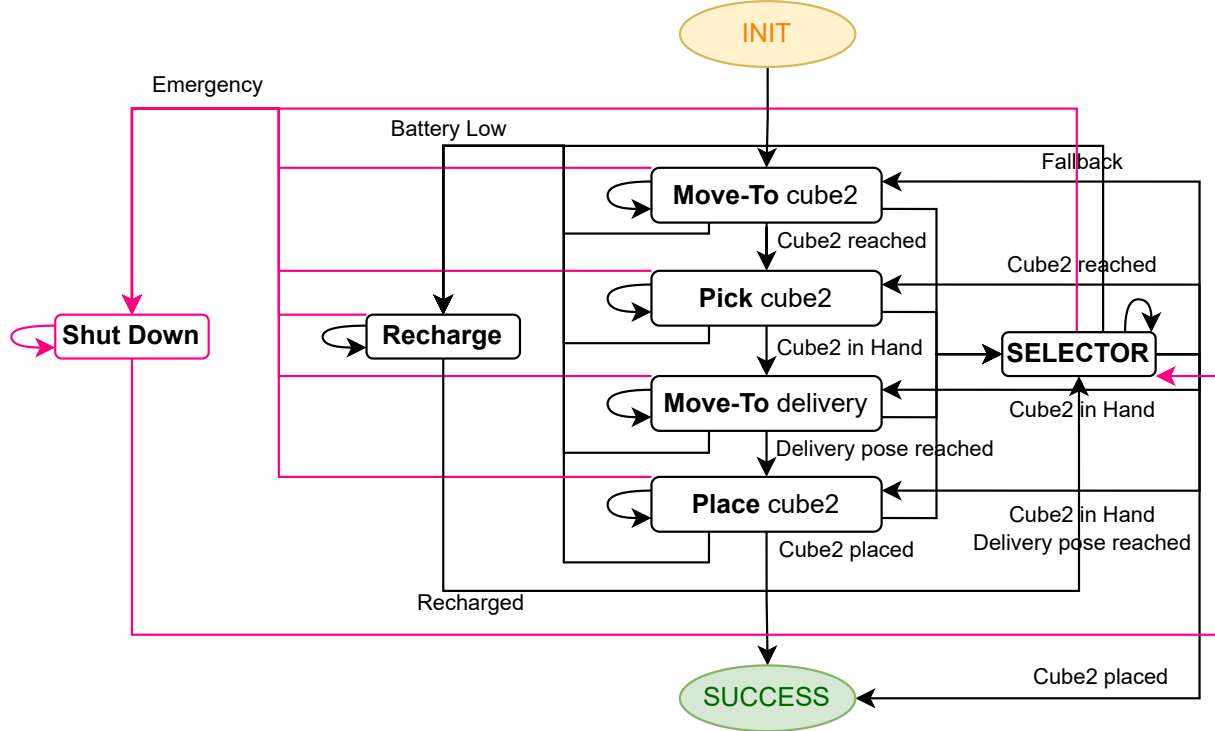 INIT
Emergency
Battery Low
Fallback
Move-To cube2
Cube2 reached
Cube2 reached
Pick cube2
Shut Down
Recharge
Cube2 in Hand
SELECTOR
Move-To delivery
Cube2 in Hand
Delivery pose reached
Place cube2
Cube2 in Hand
Delivery pose reached
Cube2 placed
Recharged
Cube2 placed
SUCCESS